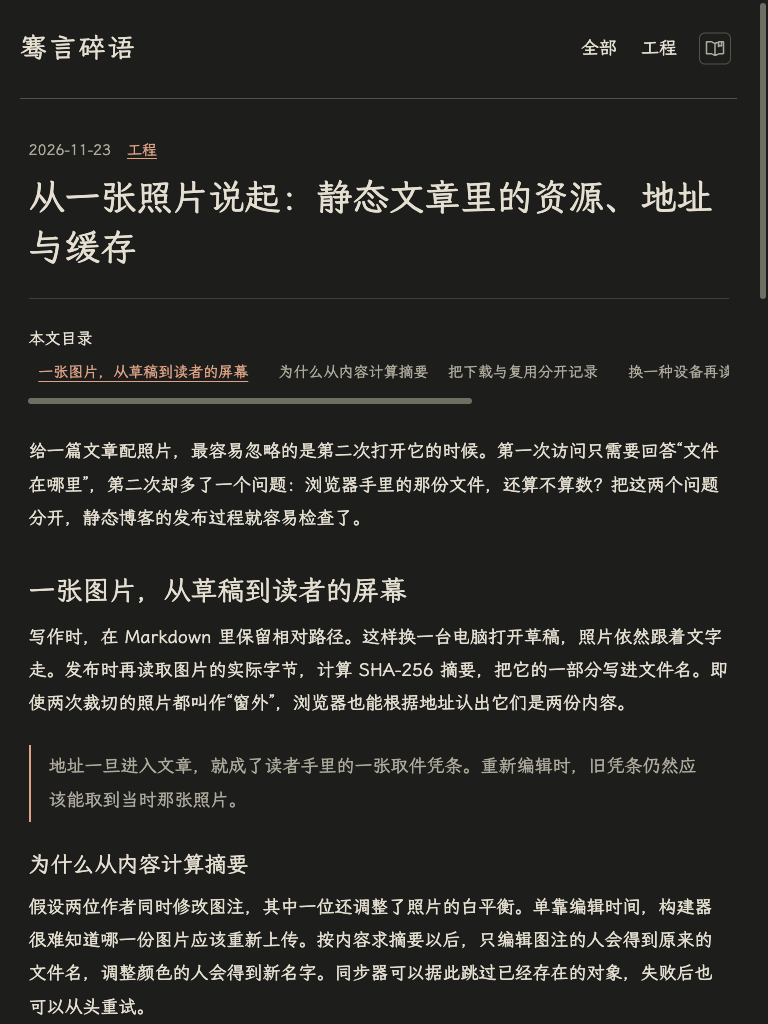 骞言碎语
全部 工程
2026-11-23 工程
从一张照片说起：静态文章里的资源、地址
与缓存
本文目录
一张图片，从草稿到读者的屏幕 为什么从内容计算摘要 把下载与复用分开记录 换一种设备再读
给一篇文章配照片，最容易忽略的是第二次打开它的时候。第一次访问只需要回答“文件
在哪里”，第二次却多了一个问题：浏览器手里的那份文件，还算不算数？把这两个问题
分开，静态博客的发布过程就容易检查了。
一张图片，从草稿到读者的屏幕
写作时，在 Markdown 里保留相对路径。这样换一台电脑打开草稿，照片依然跟着文字
走。发布时再读取图片的实际字节，计算 SHA-256 摘要，把它的一部分写进文件名。即
使两次裁切的照片都叫作“窗外”，浏览器也能根据地址认出它们是两份内容。
地址一旦进入文章，就成了读者手里的一张取件凭条。重新编辑时，旧凭条仍然应
该能取到当时那张照片。
为什么从内容计算摘要
假设两位作者同时修改图注，其中一位还调整了照片的白平衡。单靠编辑时间，构建器
很难知道哪一份图片应该重新上传。按内容求摘要以后，只编辑图注的人会得到原来的
文件名，调整颜色的人会得到新名字。同步器可以据此跳过已经存在的对象，失败后也
可以从头重试。